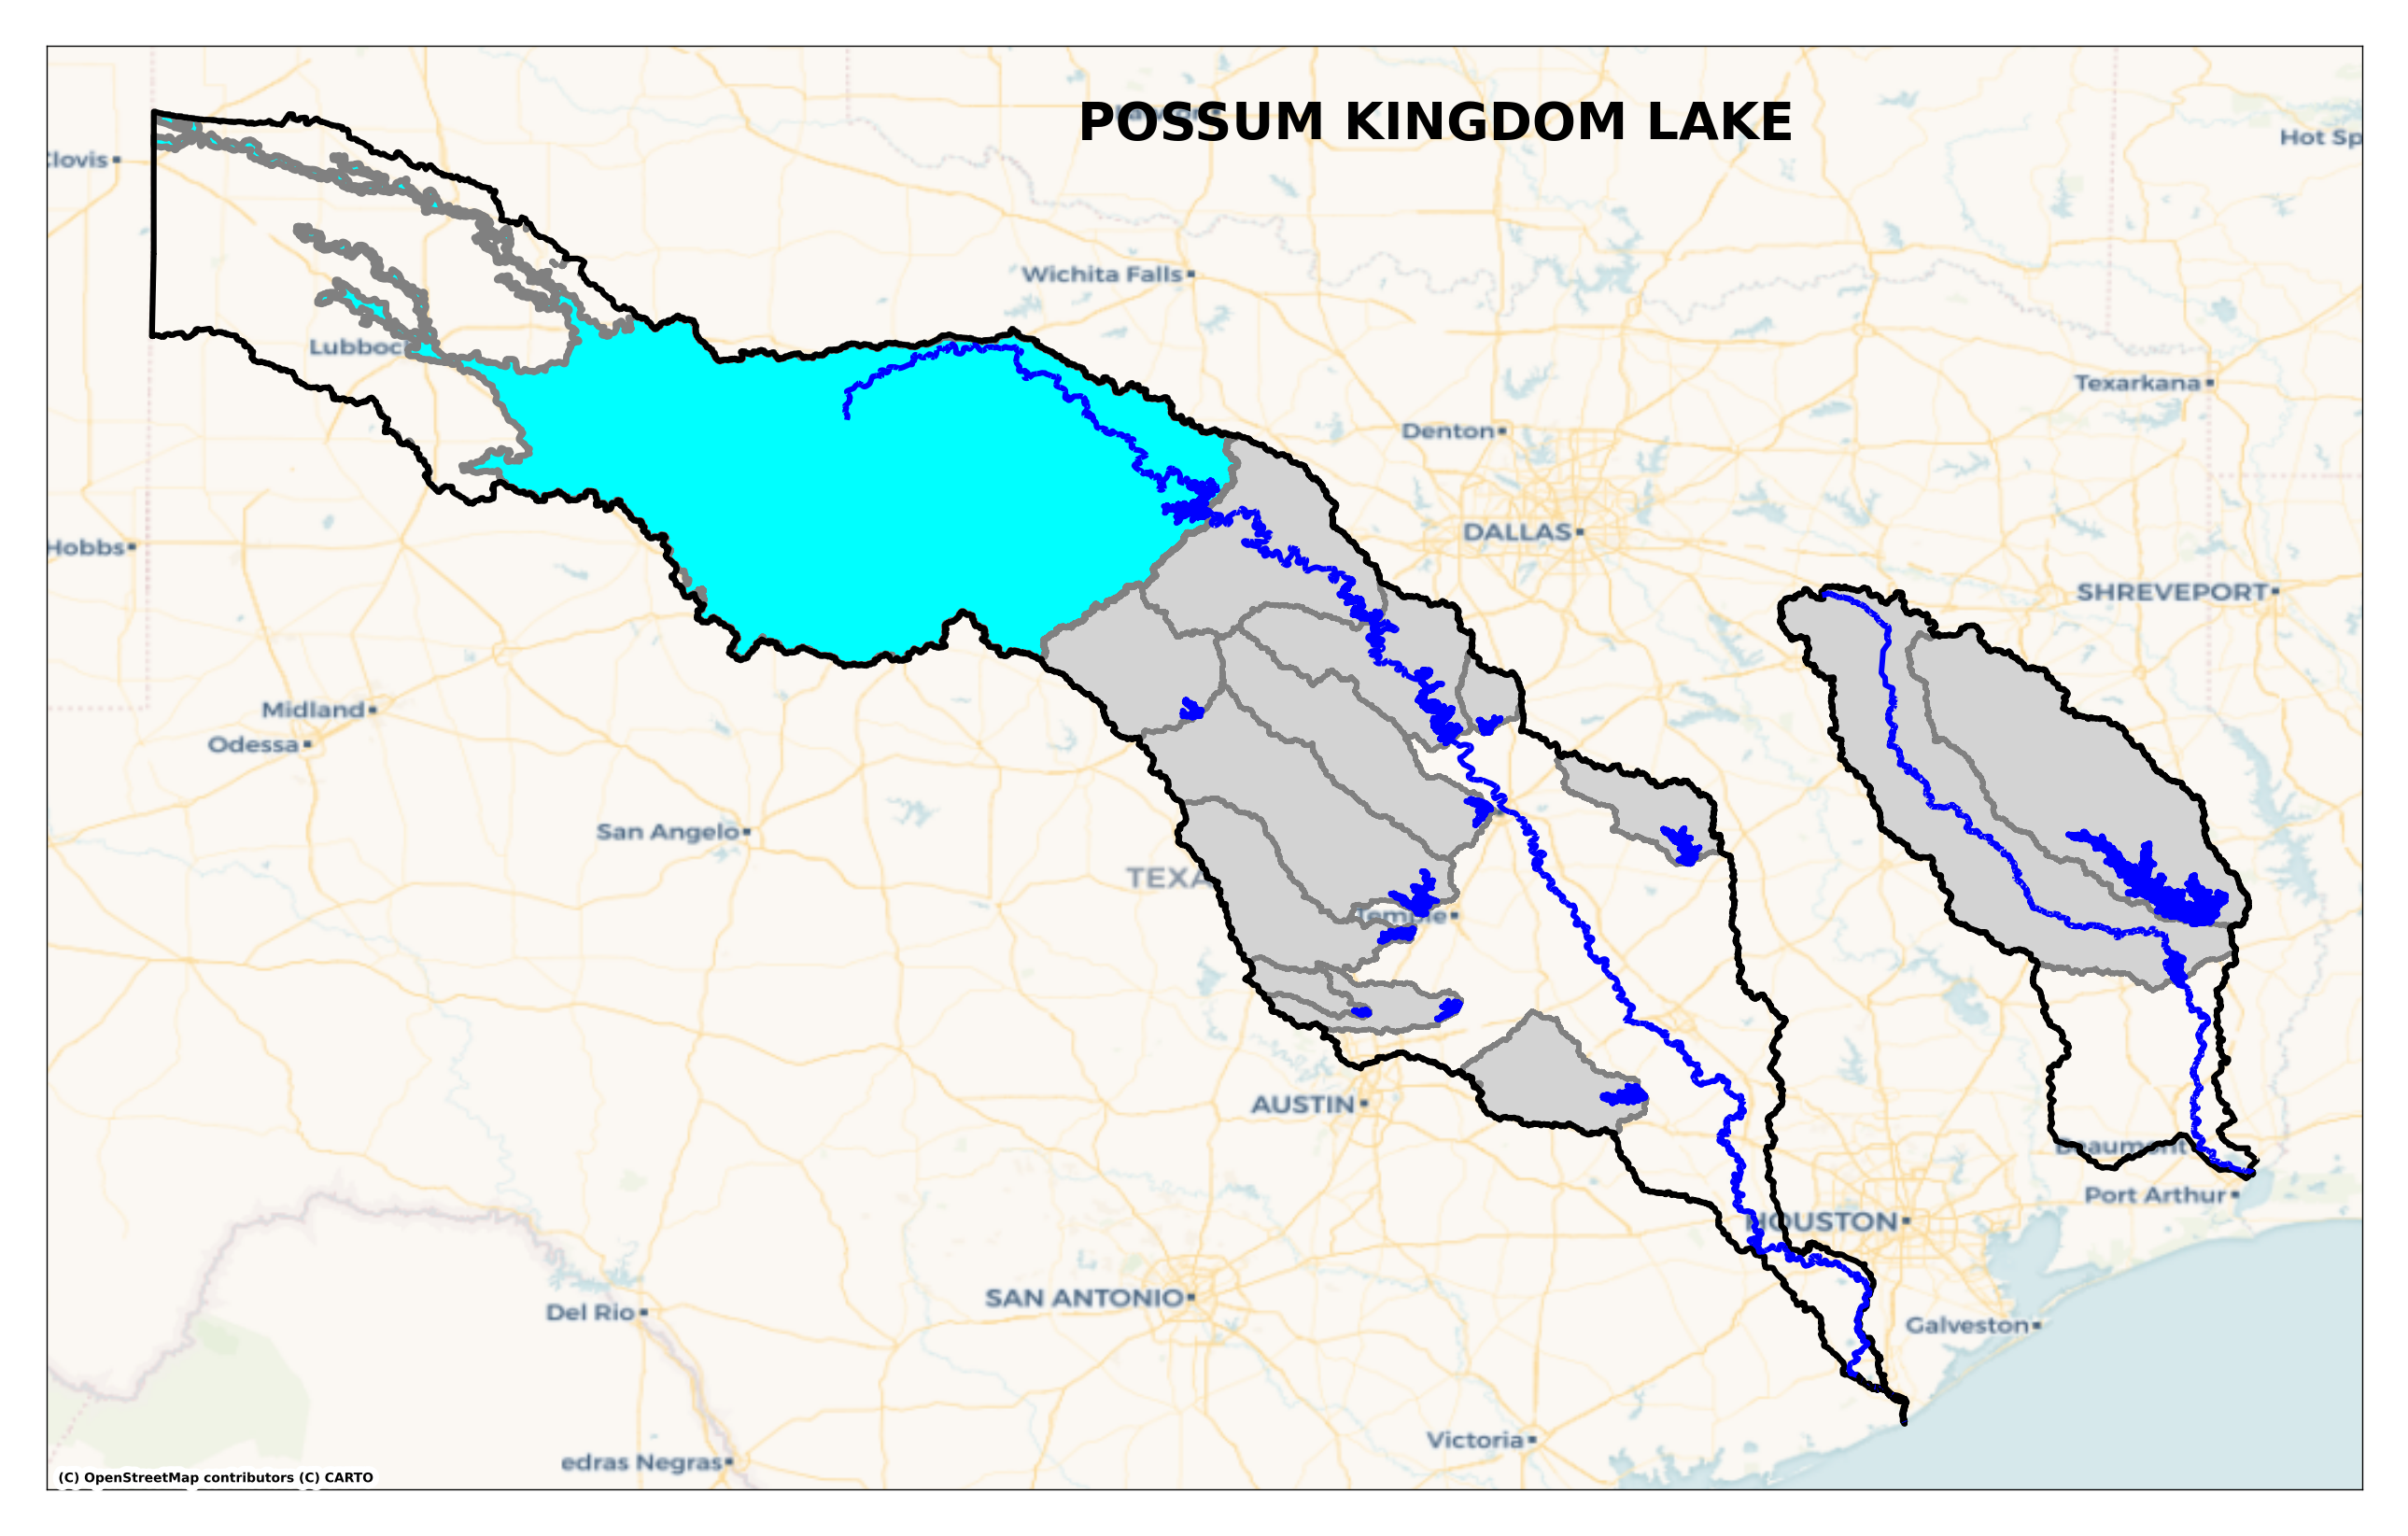 POSSUM KINGDOM LAKE
Hot Sp
Clovis
Wichita Falls
Lubboc
Texarkana
Denton
DALLAS
Hobbs
SHREVEPORT
Midland
Odessa
San Angelo
TEXA
Temple
AUSTIN
Beaumont
Port Arthur
HOUSTON
SAN ANTONIO
Del Rio
Galveston
Victoria
edras Negras
(C) OpenStreetMap contributors (C) CARTO